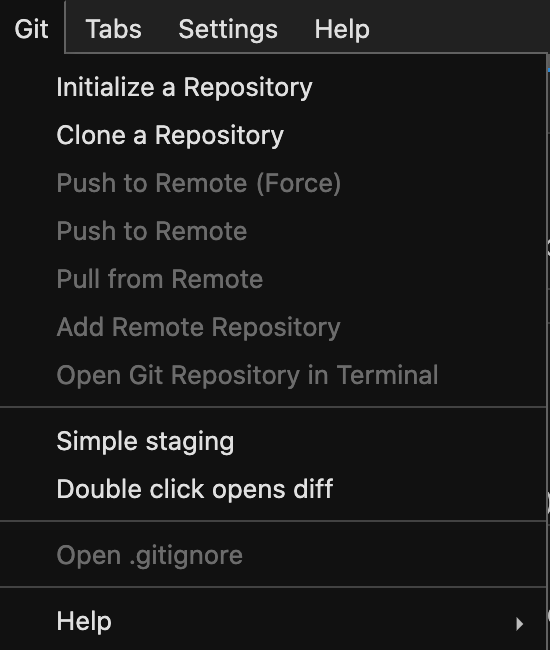 Git Tabs Settings Help
Initialize a Repository
Clone a Repository
Push to Remote (Force)
Push to Remote
Pull from Remote
Add Remote Repository
Open Git Repository in Terminal
Simple staging
Double click opens diff
Open .gitignore
Help